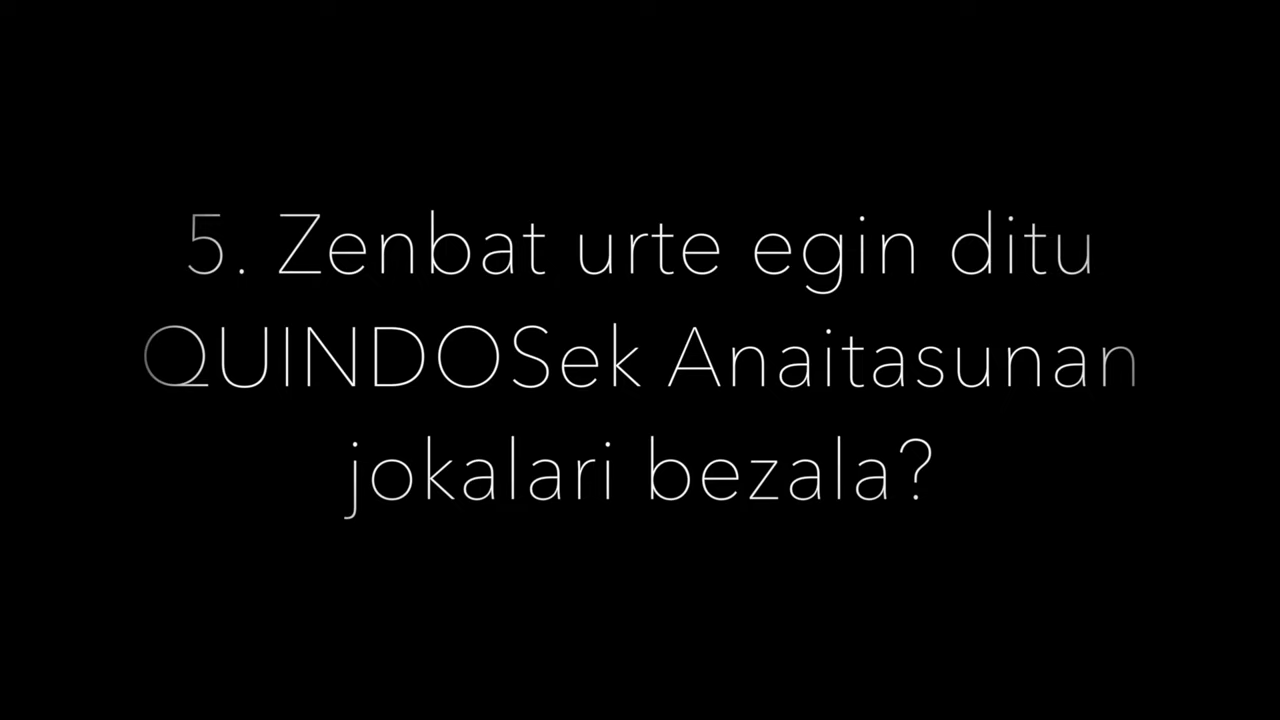 5. Zenbat urte egin ditu
QUINDOSek Anaitasunan
jokalari bezala?